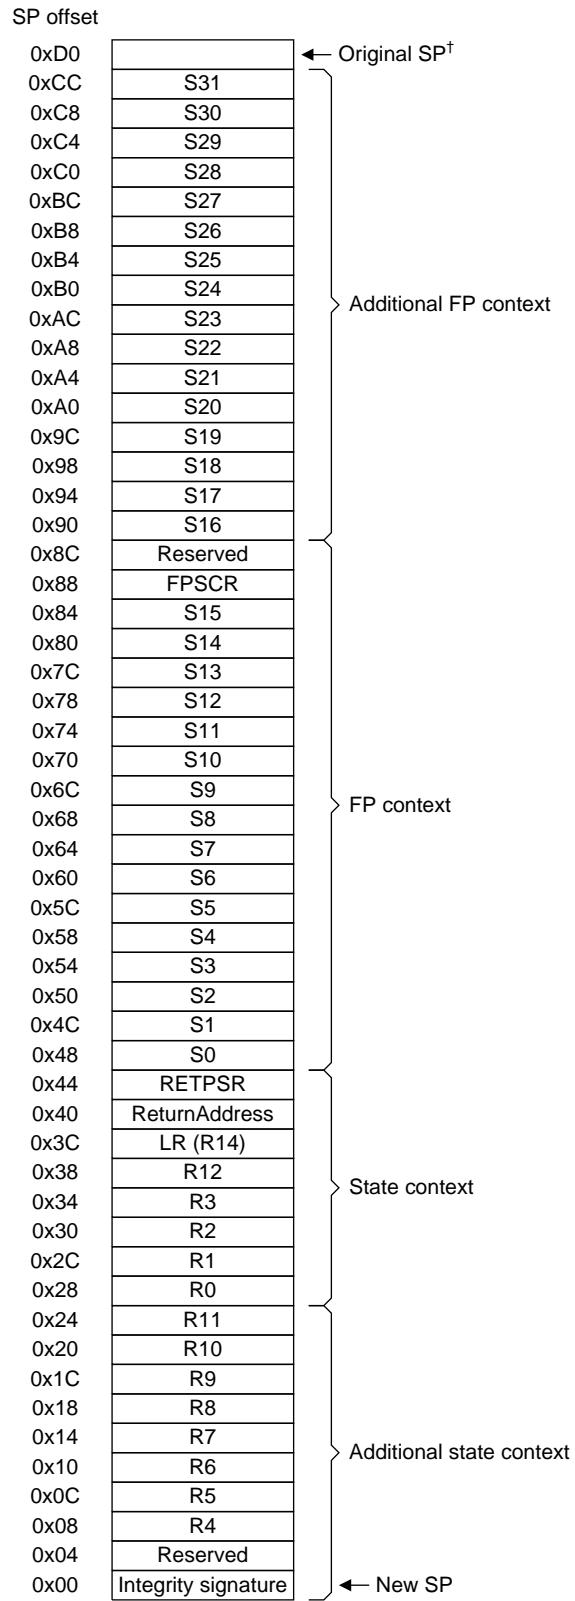 SP offset
0xD0 Original SP†
0xCC S31
0xC8 S30
0xC4 S29
0xC0 S28
0xBC S27
0xB8 S26
0xB4 S25
0xB0 S24 Additional FP context
0xAC S23
0xA8 S22
0xA4 S21
0xA0 S20
0x9C S19
0x98 S18
0x94 S17
0x90 S16
0x8C Reserved
0x88 FPSCR
0x84 S15
0x80 S14
0x7C S13
0x78 S12
0x74 S11
0x70 S10
0x6C S9 FP context
0x68 S8
0x64 S7
0x60 S6
0x5C S5
0x58 S4
0x54 S3
0x50 S2
0x4C S1
0x48 S0
0x44 RETPSR
0x40 ReturnAddress
0x3C LR (R14)
0x38 R12 State context
0x34 R3
0x30 R2
0x2C R1
0x28 R0
0x24 R11
0x20 R10
0x1C R9
0x18 R8
0x14 R7 Additional state context
0x10 R6
0x0C R5
0x08 R4
0x04 Reserved
0x00 Integrity signature New SP